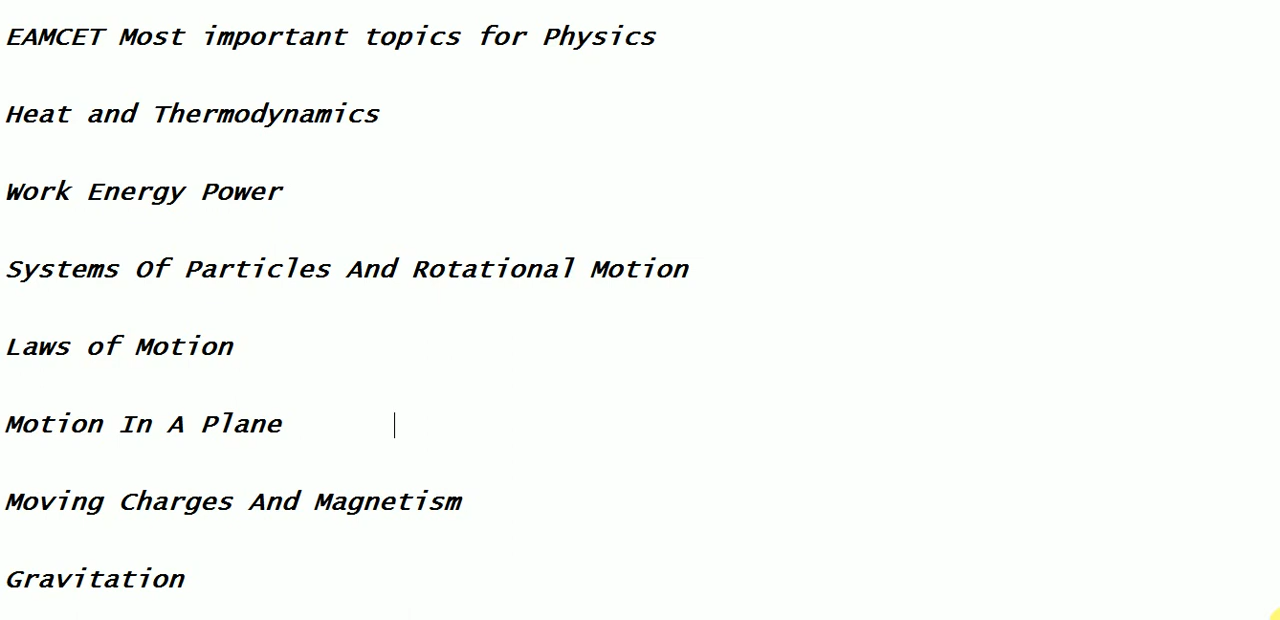 EAMCET Most important topics for Physics
Heat and Thermodynamics
Work Energy Power
Systems Of Particles And Rotational Motion
Laws of Motion
Motion In A Plane
Moving Charges And Magnetism
Gravitation